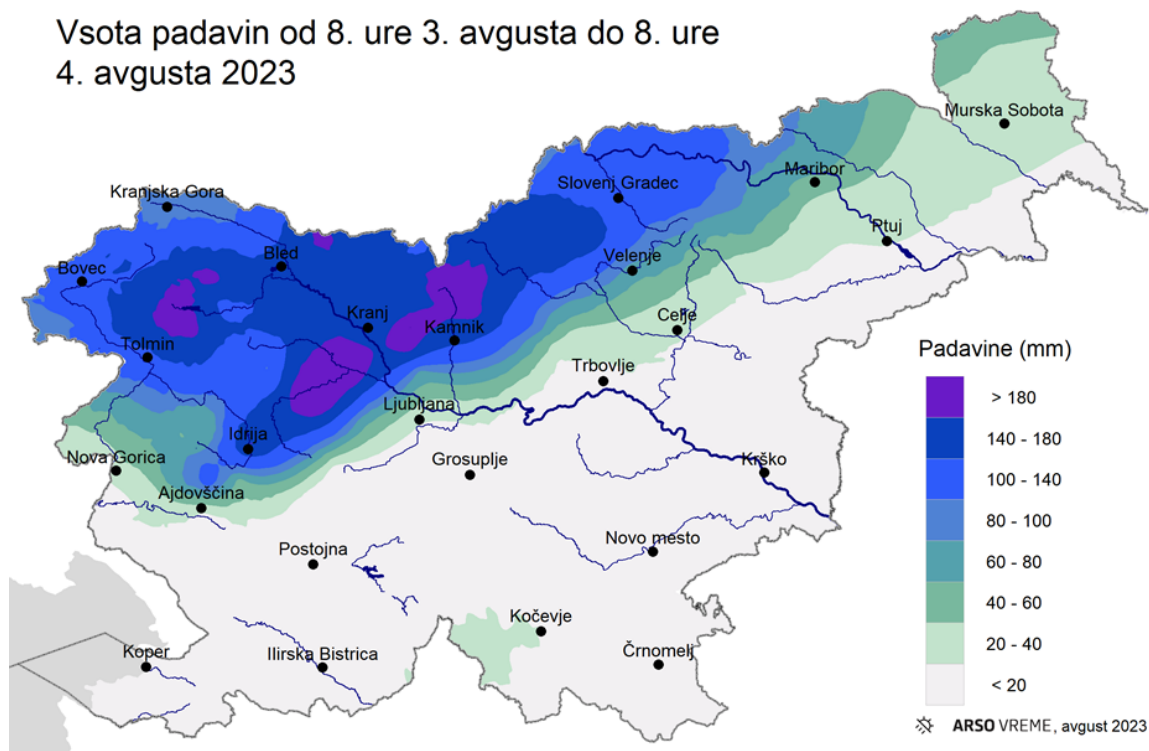 Vsota padavin od 8. ure 3. avgusta do 8. ure
4. avgusta 2023
Murska Sobota
Kranjska Gora
Slovenj Gradec
Maribor
Ptuj
Bled
Bovec
Velenje
Kranj
Kamnik
Celje
Tolmin
Trbovlje
Ljubljana
Idrija
Nova Gorica
Grosuplje
Krško
Ajdovščina
Postojna
Novo mesto
Kočevje
Koper
Ilirska Bistrica
Črnomelj
Padavine (mm)
> 180
140 - 180
100 - 140
80 - 100
60 - 80
40 - 60
20 - 40
< 20
ARSO VREME, avgust 2023